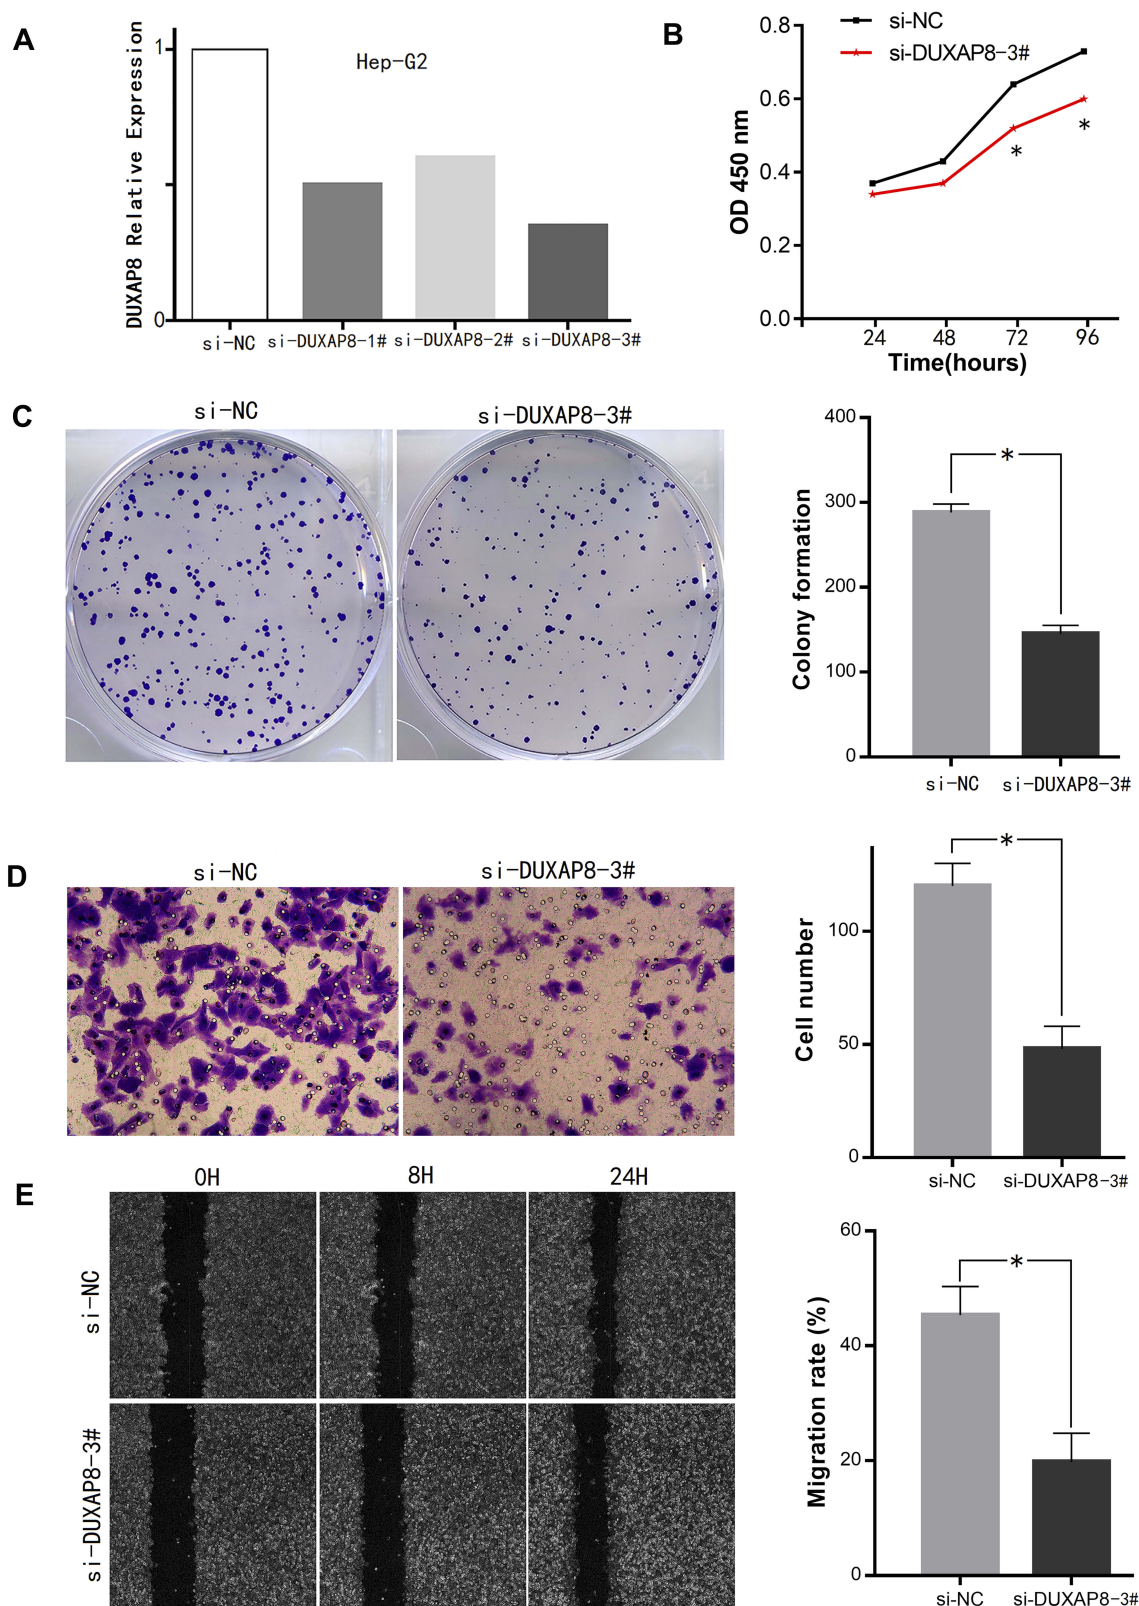 A
DUXAP8 Relative Expression
Hep-G2
1
0
si-NC si-DUXAP8-1# si-DUXAP8-2# si-DUXAP8-3#
B
si-NC
si-DUXAP8-3#
OD 450 nm
0.8
0.6
0.4
0.2
0.0
*
*
24 48 72 96
Time(hours)
C
si-NC si-DUXAP8-3#
Colony formation
400
300
200
100
0
*
si-NC si-DUXAP8-3#
D
si-NC si-DUXAP8-3#
Cell number
100
50
0
*
si-NC si-DUXAP8-3#
E
0H 8H 24H
si-NC
si-DUXAP8-3#
Migration rate (%)
60
40
20
0
*
si-NC si-DUXAP8-3#